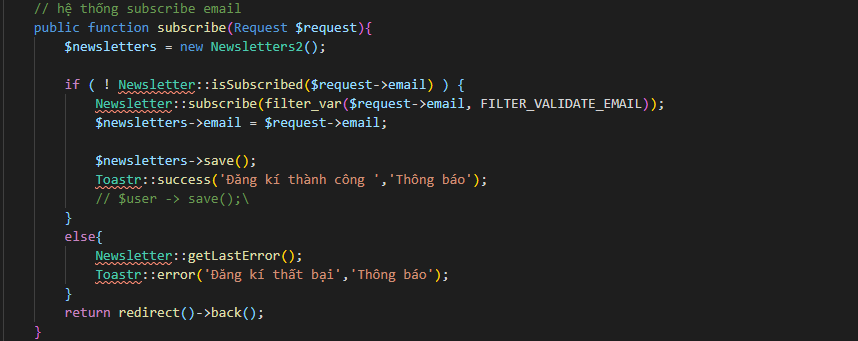 // hệ thống subscribe email
public function subscribe(Request $request){
$newsletters = new Newsletters2();
if ( ! Newsletter::isSubscribed($request->email) ) {
Newsletter::subscribe(filter_var($request->email, FILTER_VALIDATE_EMAIL));
$newsletters->email = $request->email;
$newsletters->save();
Toastr::success('Đăng kí thành công ','Thông báo');
// $user -> save();\
}
else{
Newsletter::getLastError();
Toastr::error('Đăng kí thất bại','Thông báo');
}
return redirect()->back();
}